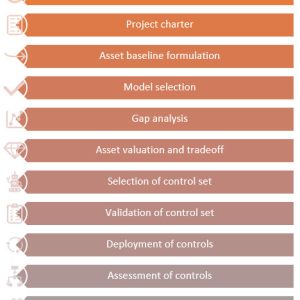 Project charter
Asset baseline formulation
Model selection
Gap analysis
Asset valuation and tradeoff
Selection of control set
Validation of control set
Deployment of controls
Assessment of controls